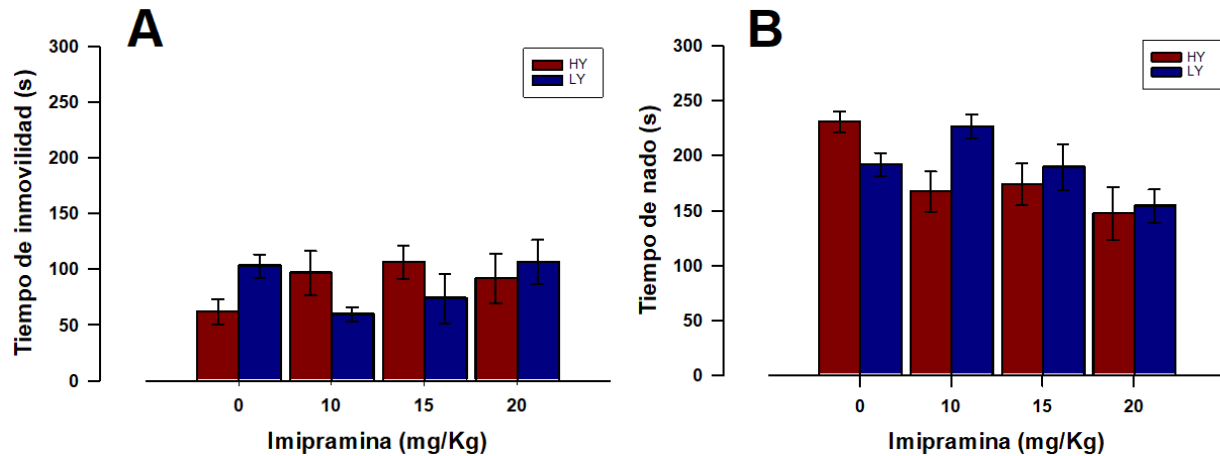 A
Tiempo de inmovilidad (s)
300
250
200
150
100
50
0
HY
LY
0 10 15 20
Imipramina (mg/Kg)
B
Tiempo de nado (s)
300
250
200
150
100
50
0
HY
LY
0 10 15 20
Imipramina (mg/Kg)